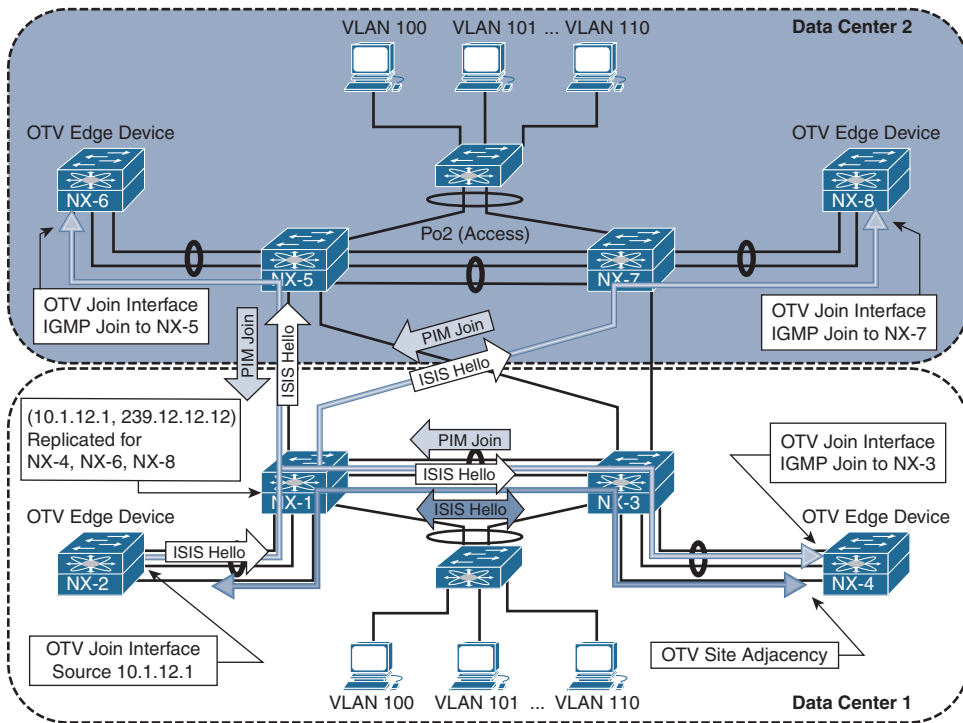 VLAN 100
VLAN 101 ... VLAN 110
Data Center 2
OTV Edge Device
OTV Edge Device
NX-6
NX-8
Po2 (Access)
NX-5
NX-7
OTV Join Interface
IGMP Join to NX-5
OTV Join Interface
IGMP Join to NX-7
PIM Join
ISIS Hello
PIM Join
ISIS Hello
(10.1.12.1, 239.12.12.12)
Replicated for
NX-4, NX-6, NX-8
PIM Join
ISIS Hello
OTV Join Interface
IGMP Join to NX-3
NX-1
ISIS Hello
NX-3
OTV Edge Device
OTV Edge Device
ISIS Hello
NX-2
NX-4
OTV Join Interface
Source 10.1.12.1
OTV Site Adjacency
VLAN 100
VLAN 101 ... VLAN 110
Data Center 1